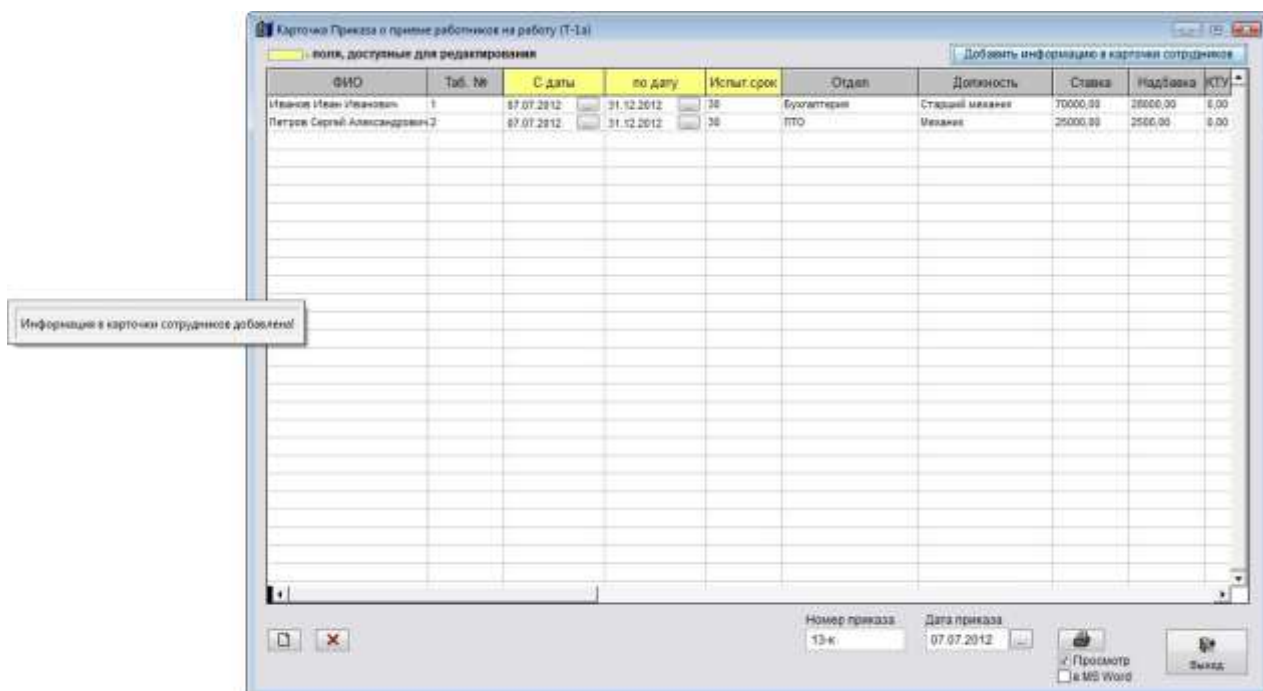 Карточка Приказа о приеме работников на работу (Т-1а)
- поля, доступные для редактирования
Добавить информацию в карточки сотрудников
ФИО Таб. № С даты по дату Испыт.срок Отдел Должность Ставка Надбавка КТУ
Иванов Иван Иванович 1 07.07.2012 ... 31.12.2012 ... 30 Бухгалтерия Старший механик 70000,00 0,00
Петров Сергей Александрович 2 07.07.2012 ... 31.12.2012 ... 30 ПТО Механик 25000,00 2500,00 0,00
Информация в карточки сотрудников добавлена!
Номер приказа Дата приказа
13-к 07.07.2012 ...
Просмотр
в MS Word
Выход